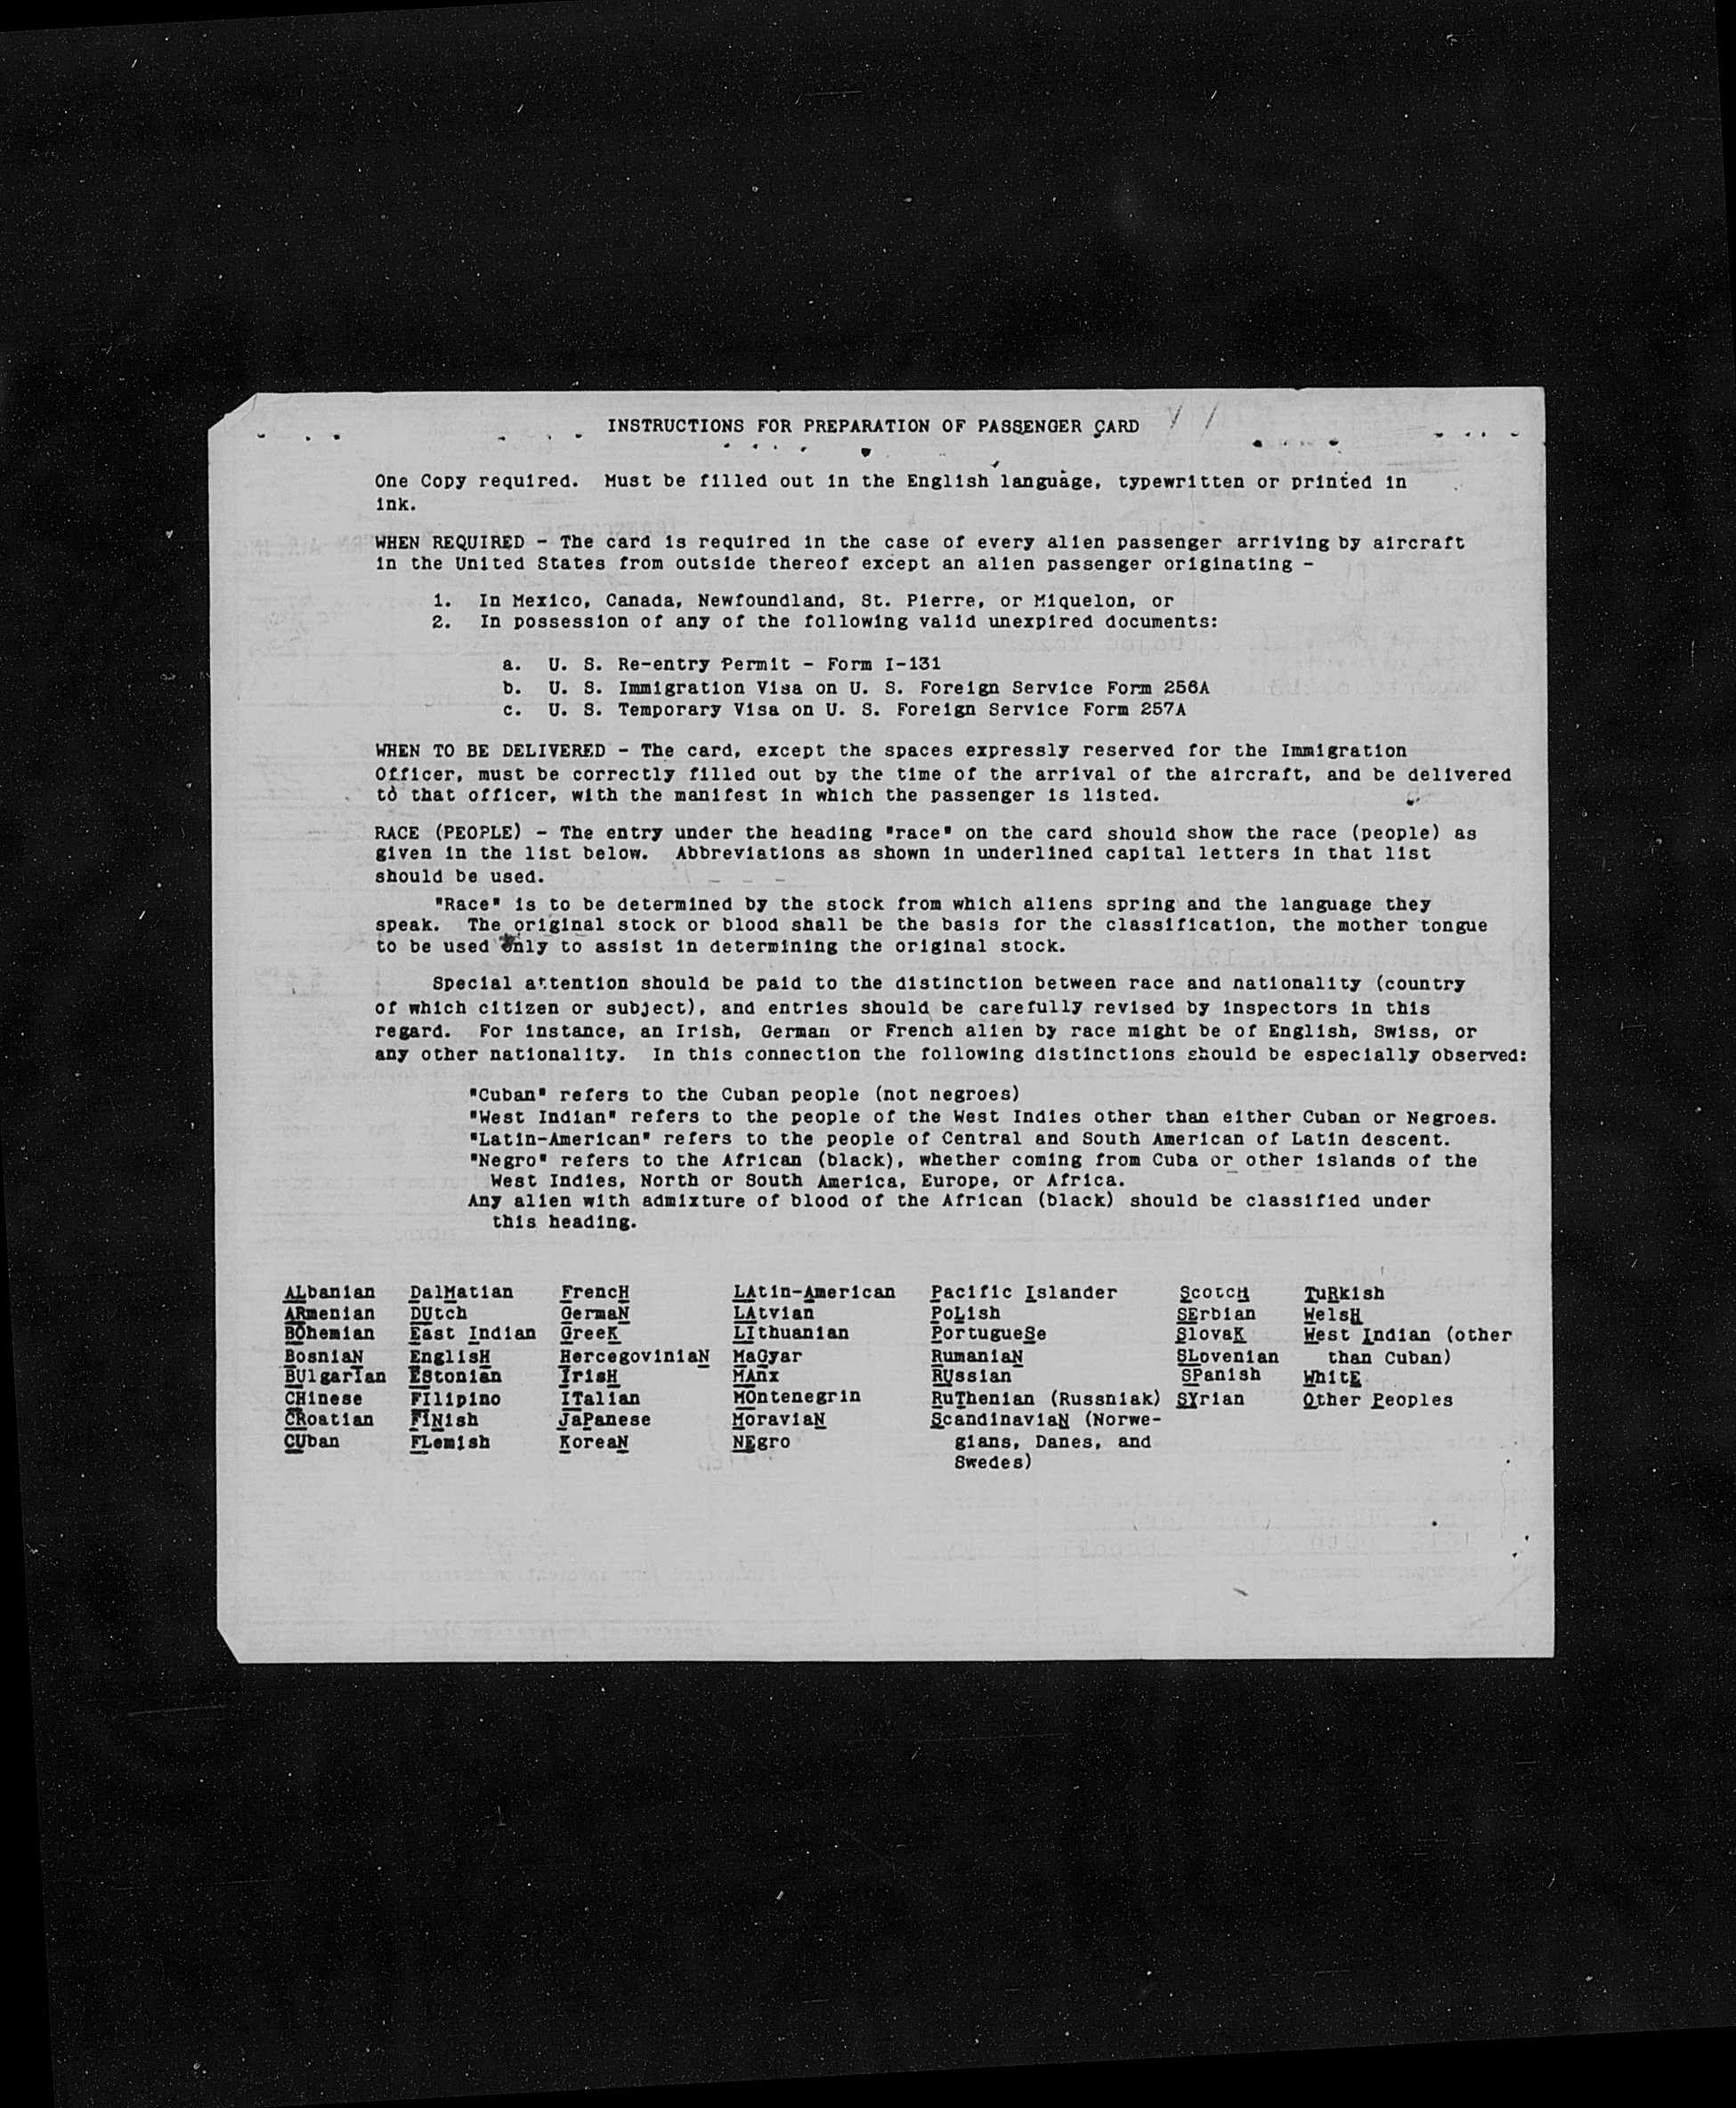 INSTRUCTIONS FOR PREPARATION OF PASSENGER CARD
One Copy required. Must be filled out in the English language, typewritten or printed in
ink.
WHEN REQUIRED - The card is required in the case of every alien passenger arriving by aircraft
in the United States from outside thereof except an alien passenger originating -
1. In Mexico, Canada, Newfoundland, St. Pierre, or Miquelon, or
2. In possession of any of the following valid unexpired documents:
a. U. S. Re-entry Permit - Form I-131
b. U. S. Immigration Visa on U. S. Foreign Service Form 256A
c. U. S. Temporary Visa on U. S. Foreign Service Form 257A
WHEN TO BE DELIVERED - The card, except the spaces expressly reserved for the Immigration
Officer, must be correctly filled out by the time of the arrival of the aircraft, and be delivered
to that officer, with the manifest in which the passenger is listed.
RACE (PEOPLE) - The entry under the heading "race" on the card should show the race (people) as
given in the list below. Abbreviations as shown in underlined capital letters in that list
should be used.
"Race" is to be determined by the stock from which aliens spring and the language they
speak. The original stock or blood shall be the basis for the classification, the mother tongue
to be used only to assist in determining the original stock.
Special attention should be paid to the distinction between race and nationality (country
of which citizen or subject), and entries should be carefully revised by inspectors in this
regard. For instance, an Irish, German or French alien by race might be of English, Swiss, or
any other nationality. In this connection the following distinctions should be especially observed:
"Cuban" refers to the Cuban people (not negroes)
"West Indian" refers to the people of the West Indies other than either Cuban or Negroes.
"Latin-American" refers to the people of Central and South American of Latin descent.
"Negro" refers to the African (black), whether coming from Cuba or other islands of the
West Indies, North or South America, Europe, or Africa.
Any alien with admixture of blood of the African (black) should be classified under
this heading.
ALbanian DalMatian FrencH LAtin-American Pacific Islander ScotcH TuRkish
ARmenian DUtch GermaN LAtvian PoLish SErbian WelsH
BOhemian East Indian GreeK LIthuanian PortugueSe SlovaK West Indian (other
BosniaN EnglisH HercegoviniaN MaGyar RumaniaN SLovenian than Cuban)
BUlgarIan EStonian IrisH MAnx RUssian SPanish WhitE
CHinese FIlipino ITalian MOntenegrin RuThenian (Russniak) SYrian Other Peoples
CRoatian FINish JaPanese MoraviaN ScandinaviaN (Norwe-
CUban FLemish KoreaN NEgro gians, Danes, and
Swedes)